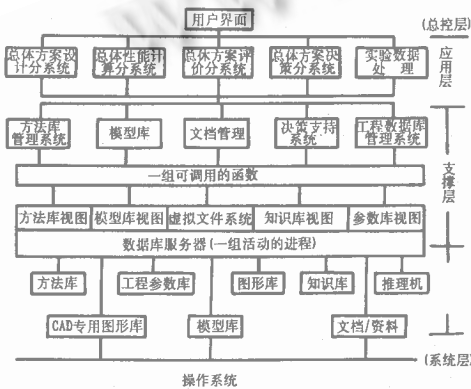 用户界面
(总控层)
总体方案设
计分系统
总体性能计
算分系统
总体方案评
价分系统
总体方案决
策分系统
实验数据
处 理
应用层
方法库
管理系统
模型库
文档管理
决策支持
系统
工程数据库
管理系统
一组可调用的函数
支撑层
方法库视图
模型库视图
虚拟文件系统
知识库视图
参数库视图
数据库服务器(一组活动的进程)
方法库
工程参数库
图形库
知识库
推理机
CAD专用图形库
模型库
文档/资料
(系统层)
操作系统